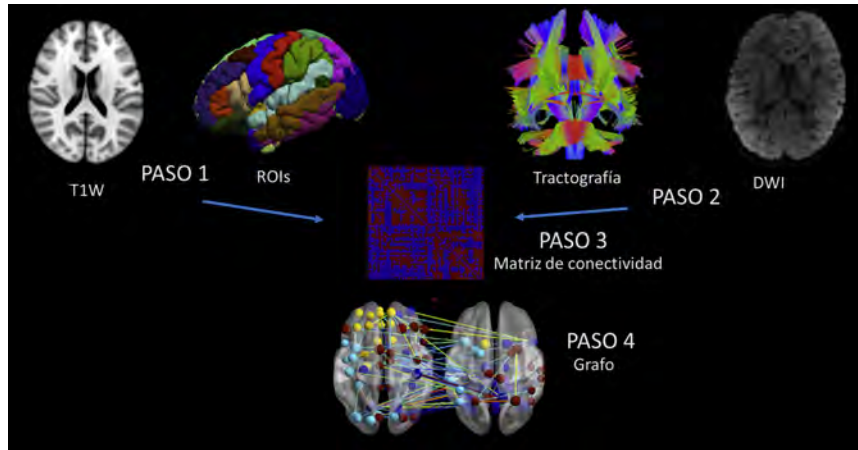 T1W
PASO 1
ROIs
Tractografía
PASO 2
DWI
PASO 3
Matriz de conectividad
PASO 4
Grafo